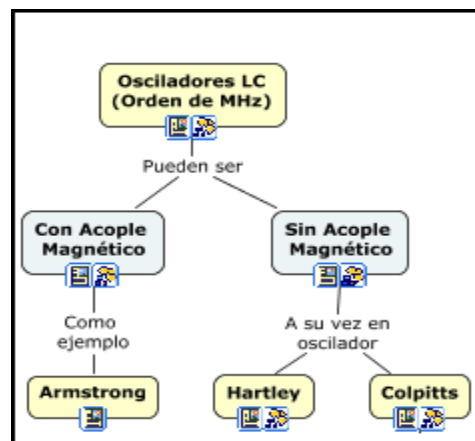 Osciladores LC
(Orden de MHz)
Pueden ser
Con Acople
Magnético
Sin Acople
Magnético
Como
ejemplo
A su vez en
oscilador
Armstrong
Hartley
Colpitts